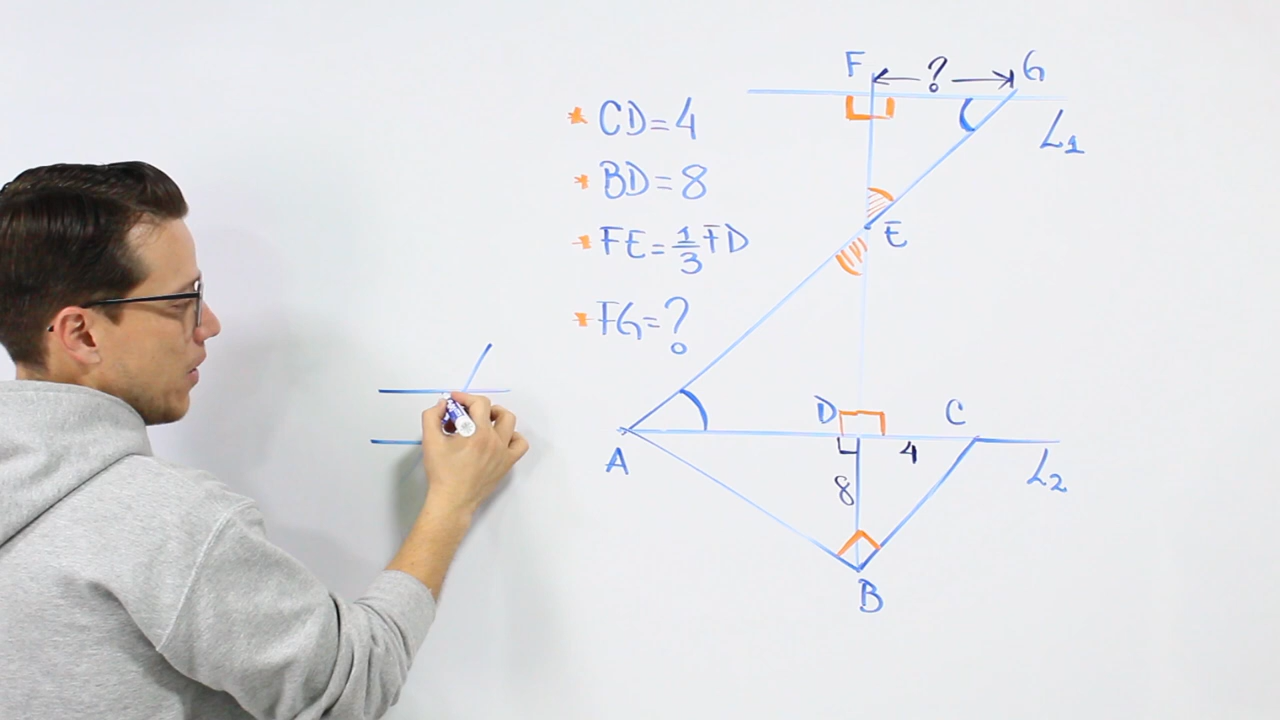 * CD=4
* BD=8
* FE=1/3 FD
* FG=?
F ? G
L1
E
D C
A 4 L2
8
B